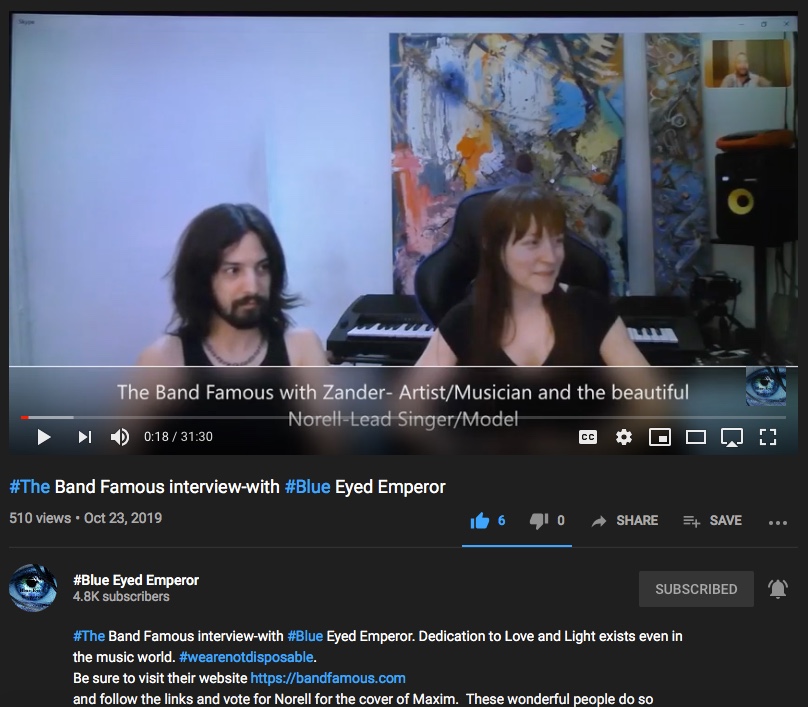 Skype
The Band Famous with Zander- Artist/Musician and the beautiful
Norell-Lead Singer/Model
0:18 / 31:30
CC
#The Band Famous interview-with #Blue Eyed Emperor
510 views • Oct 23, 2019
6
0
SHARE
SAVE
#Blue Eyed Emperor
4.8K subscribers
SUBSCRIBED
#The Band Famous interview-with #Blue Eyed Emperor. Dedication to Love and Light exists even in
the music world. #wearenotdisposable.
Be sure to visit their website https://bandfamous.com
and follow the links and vote for Norell for the cover of Maxim.  These wonderful people do so